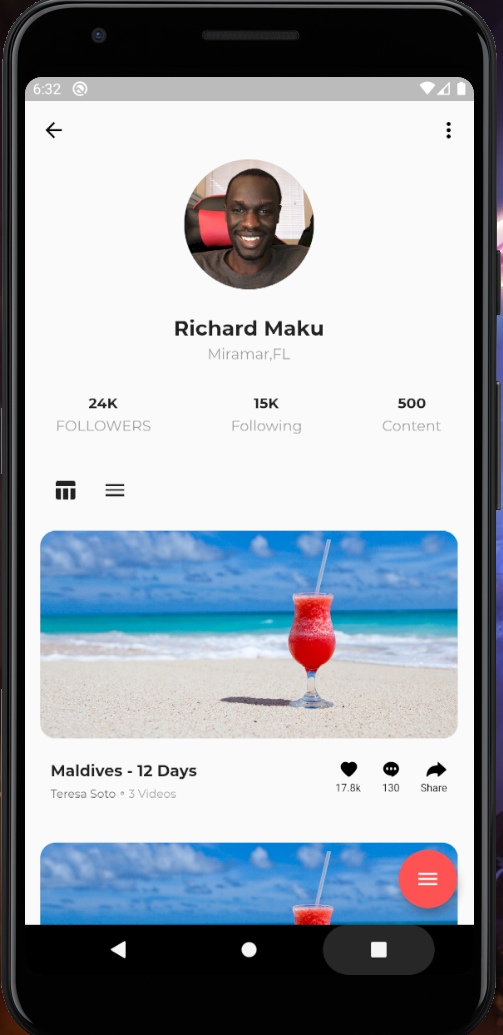 6:32
Richard Maku
Miramar,FL
24K 15K 500
FOLLOWERS Following Content
Maldives - 12 Days
Teresa Soto • 3 Videos
17.8k 130 Share